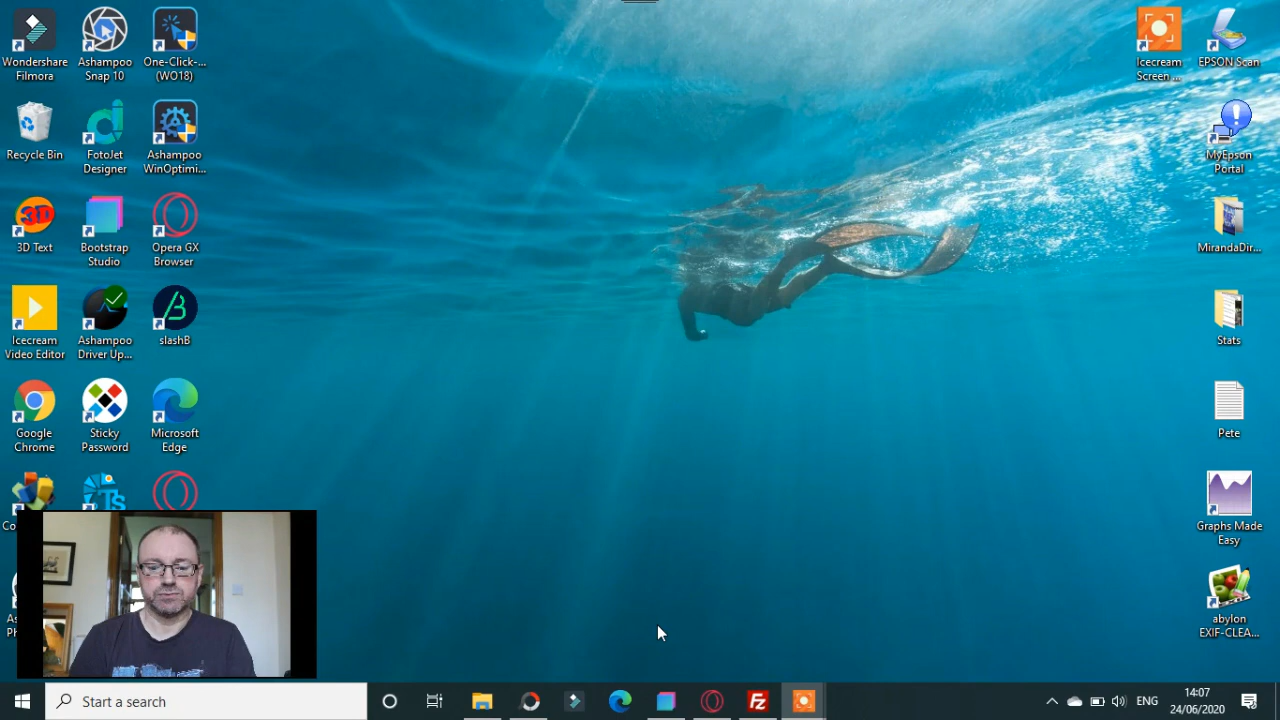 Wondershare
Filmora
Ashampoo
Snap 10
One-Click-...
(WO18)
Icecream
Screen ...
EPSON Scan
Recycle Bin
FotoJet
Designer
Ashampoo
WinOptimi...
MyEpson
Portal
3D
3D Text
Bootstrap
Studio
Opera GX
Browser
MirandaDir...
Icecream
Video Editor
Ashampoo
Driver Up...
slashB
Stats
Google
Chrome
Sticky
Password
Microsoft
Edge
Pete
TS
Graphs Made
Easy
abylon
EXIF-CLEA...
Start a search
Fz
ENG
14:07
24/06/2020